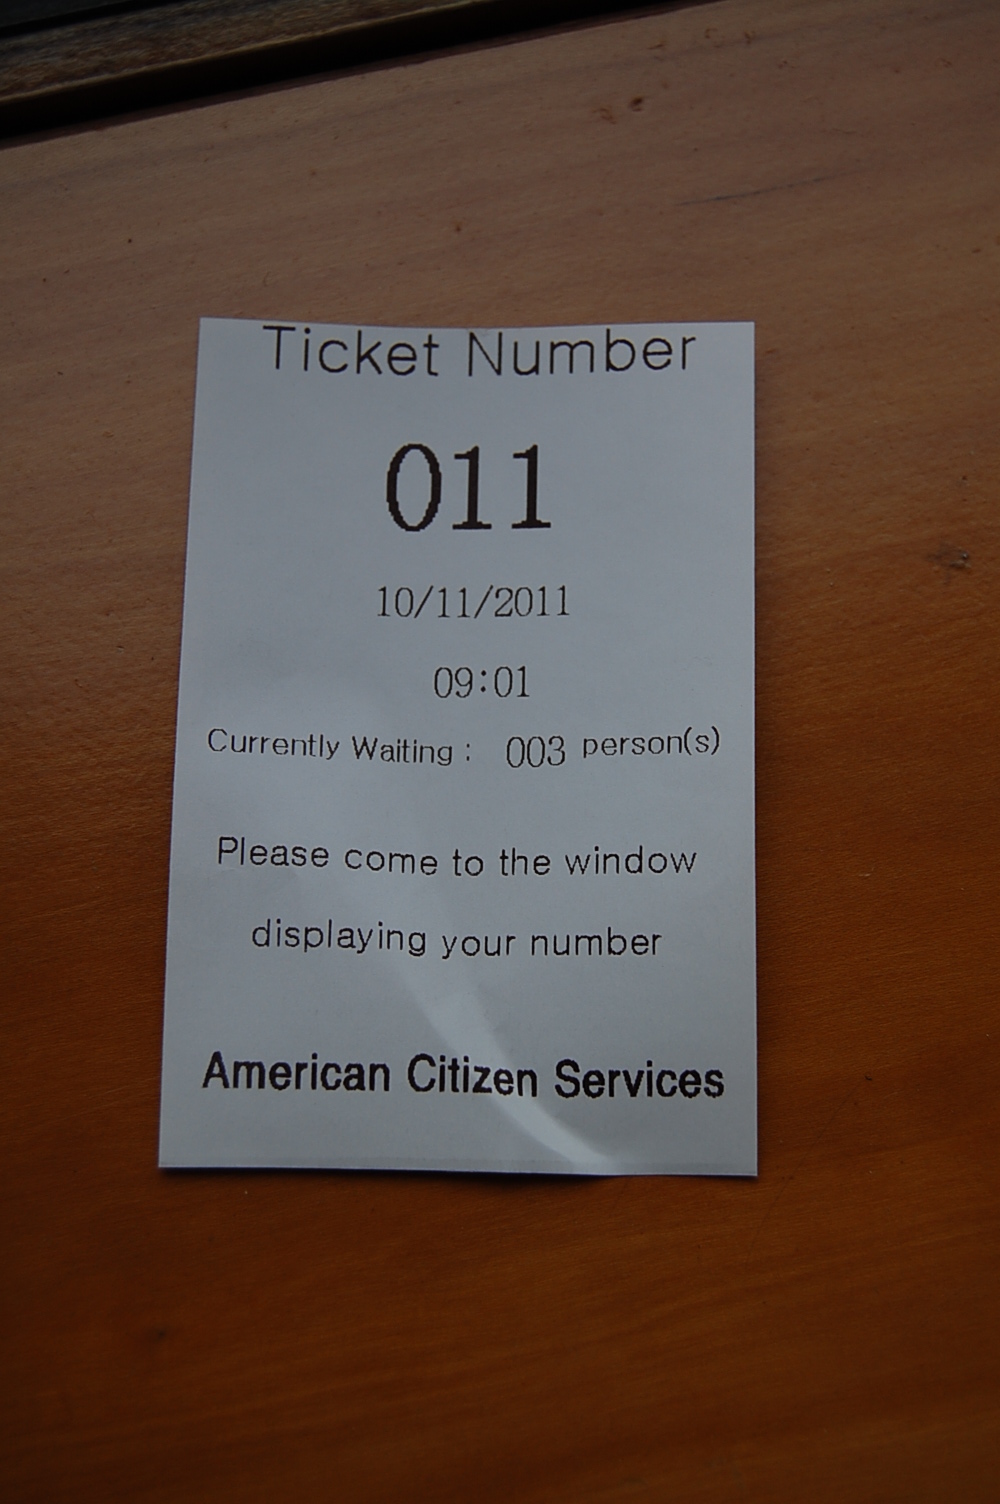 Ticket Number
011
10/11/2011
09:01
Currently Waiting : 003 person(s)
Please come to the window
displaying your number
American Citizen Services